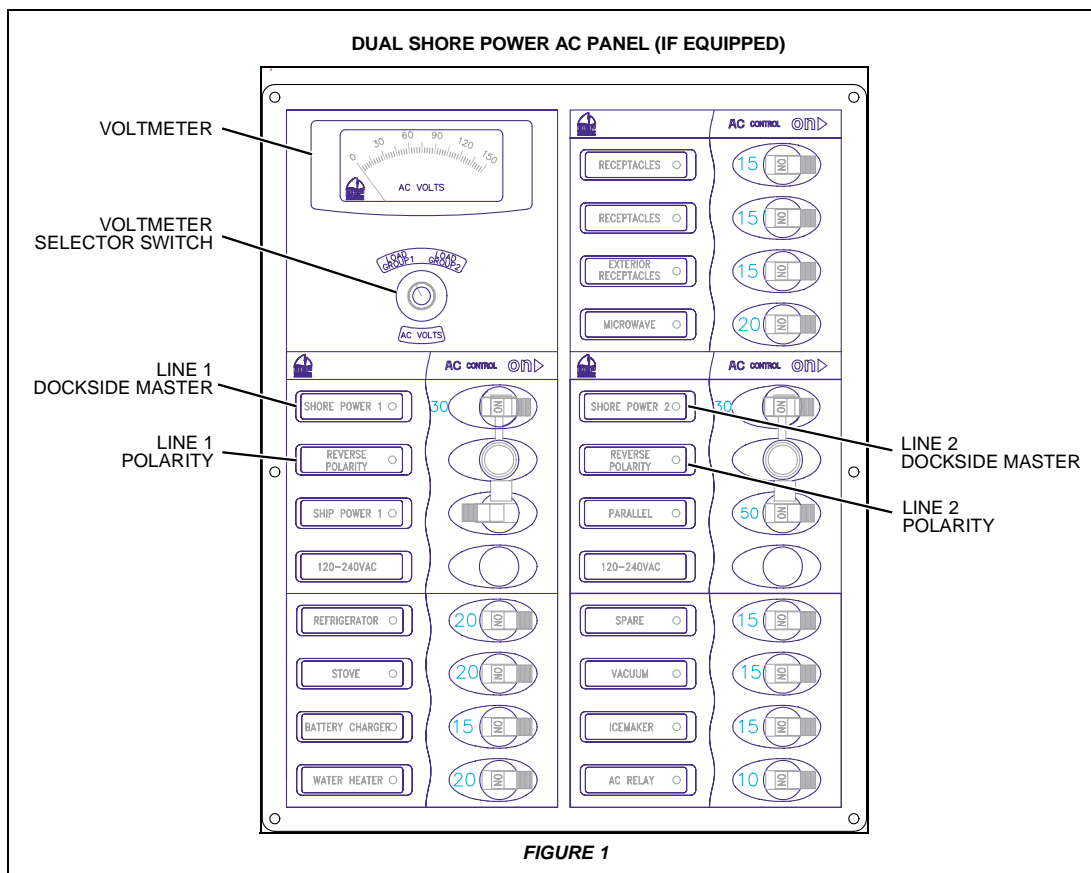 DUAL SHORE POWER AC PANEL (IF EQUIPPED)
VOLTMETER
0 30 60 90 120 150
AC VOLTS
VOLTMETER
SELECTOR SWITCH
LOAD
GROUP1
LOAD
GROUP2
AC VOLTS
AC CONTROL ON
RECEPTACLES
15 ON
RECEPTACLES
15 ON
EXTERIOR
RECEPTACLES
15 ON
MICROWAVE
20 ON
LINE 1
DOCKSIDE MASTER
LINE 1
POLARITY
AC CONTROL ON
SHORE POWER 1
30 ON
REVERSE
POLARITY
SHIP POWER 1
120-240VAC
REFRIGERATOR
20 ON
STOVE
20 ON
BATTERY CHARGER
15 ON
WATER HEATER
20 ON
AC CONTROL ON
SHORE POWER 2
30 ON
REVERSE
POLARITY
PARALLEL
50 ON
120-240VAC
SPARE
15 ON
VACUUM
15 ON
ICEMAKER
15 ON
AC RELAY
10 ON
LINE 2
DOCKSIDE MASTER
LINE 2
POLARITY
FIGURE 1